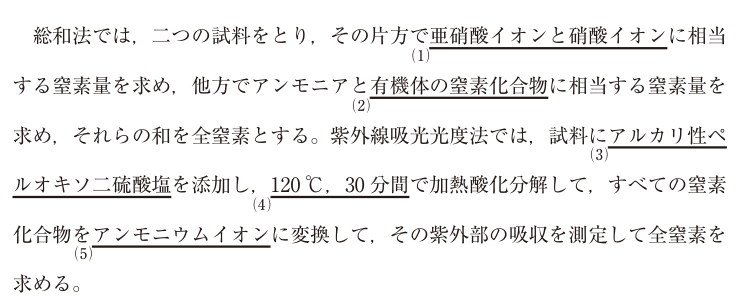 総和法では，二つの試料をとり，その片方で亜硝酸イオンと硝酸イオンに相当
(1)
する窒素量を求め，他方でアンモニアと有機体の窒素化合物に相当する窒素量を
(2)
求め，それらの和を全窒素とする。紫外線吸光光度法では，試料にアルカリ性ペ
(3)
ルオキソ二硫酸塩を添加し，120 ℃，30 分間で加熱酸化分解して，すべての窒素
(4)
化合物をアンモニウムイオンに変換して，その紫外部の吸収を測定して全窒素を
(5)
求める。